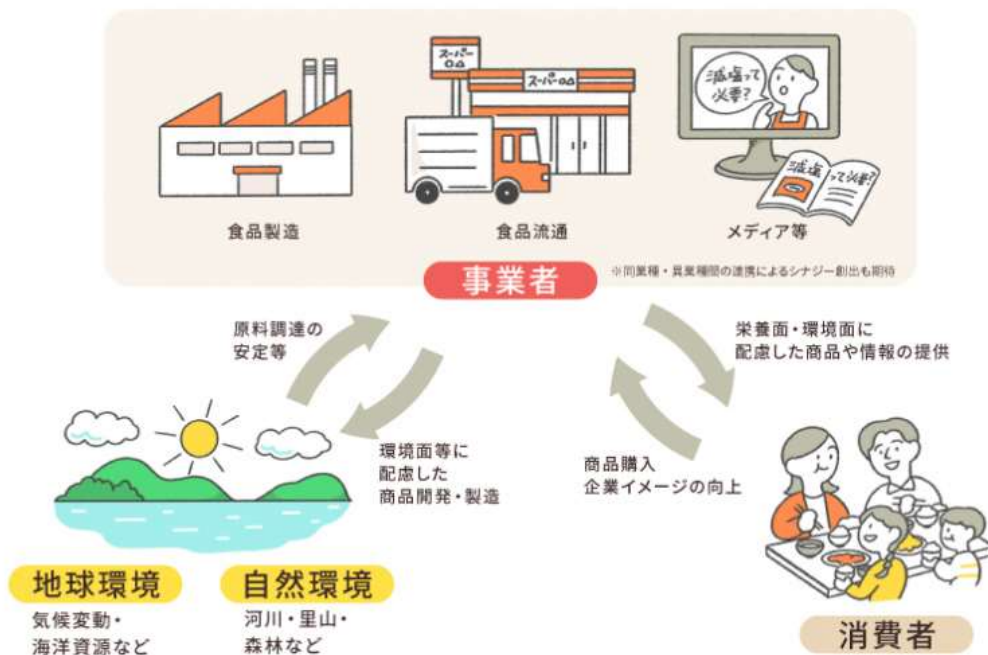 スーパー
○△
スーパー○△
減塩って
必要?
減塩って必要?
食品製造
食品流通
メディア等
事業者
※同業種・異業種間の連携によるシナジー創出も期待
原料調達の
安定等
栄養面・環境面に
配慮した商品や情報の提供
環境面等に
配慮した
商品開発・製造
商品購入
企業イメージの向上
地球環境
気候変動・
海洋資源など
自然環境
河川・里山・
森林など
消費者